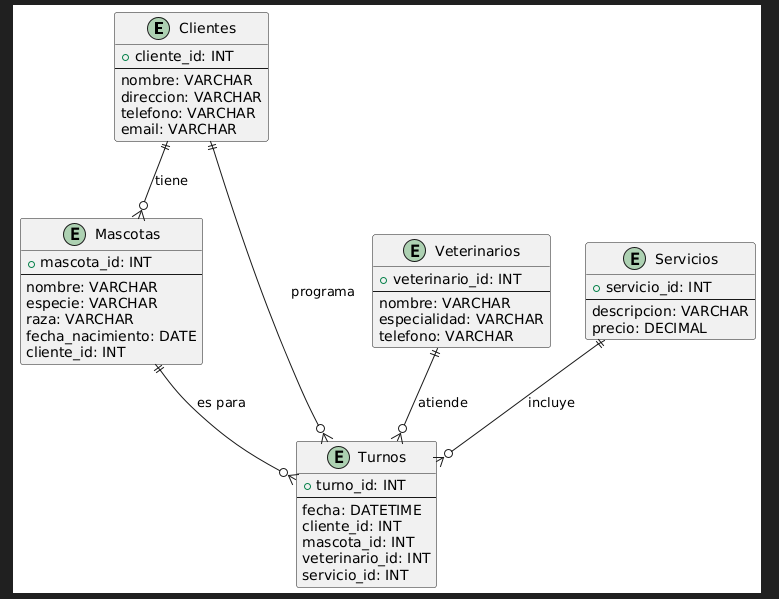 E Clientes
cliente_id: INT
nombre: VARCHAR
direccion: VARCHAR
telefono: VARCHAR
email: VARCHAR
tiene
programa
E Mascotas
mascota_id: INT
nombre: VARCHAR
especie: VARCHAR
raza: VARCHAR
fecha_nacimiento: DATE
cliente_id: INT
E Veterinarios
veterinario_id: INT
nombre: VARCHAR
especialidad: VARCHAR
telefono: VARCHAR
E Servicios
servicio_id: INT
descripcion: VARCHAR
precio: DECIMAL
es para
atiende
incluye
E Turnos
turno_id: INT
fecha: DATETIME
cliente_id: INT
mascota_id: INT
veterinario_id: INT
servicio_id: INT